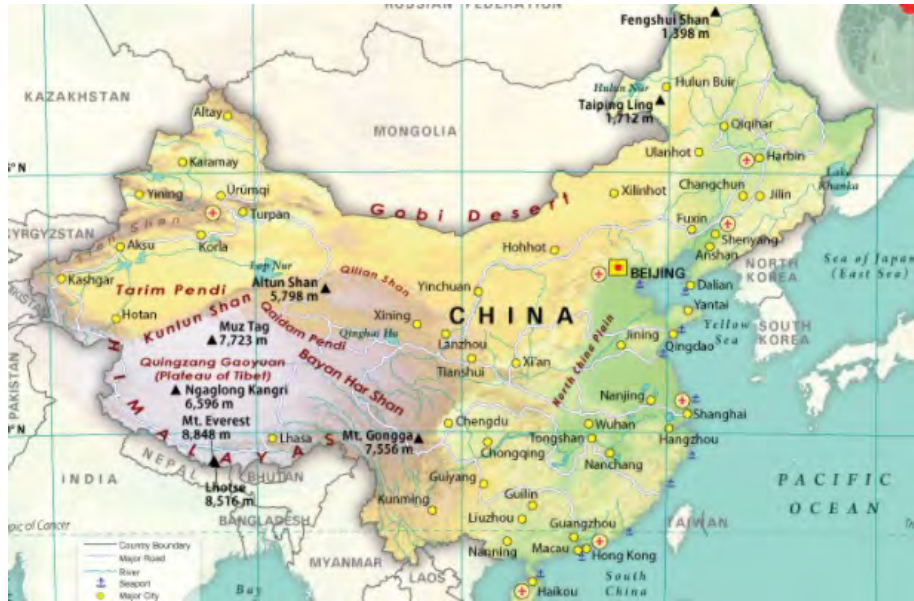 RUSSIAN FEDERATION
Fengshui Shan
1,398 m
KAZAKHSTAN
Altay
MONGOLIA
Hulun Nur
Hulun Buir
Taiping Ling
1,712 m
Qiqihar
Karamay
Ulanhot
Harbin
Yining
Urümqi
Turpan
Gobi Desert
Xilinhot
Changchun
Jilin
Lake
Khanka
KYRGYZSTAN
Tien Shan
Aksu
Korla
Fuxin
Shenyang
Anshan
Hohhot
Kashgar
Lop Nur
Altun Shan
5,798 m
Qilian Shan
BEIJING
NORTH
KOREA
Sea of Japan
(East Sea)
Tarim Pendi
Yinchuan
Dalian
Yantai
Hotan
Kunlun Shan
Qaidam Pendi
Xining
CHINA
Yellow
Sea
SOUTH
KOREA
Muz Tag
7,723 m
Qinghai Hu
Lanzhou
Tianshui
Xi'an
North China Plain
Jining
Qingdao
PAKISTAN
Quingzang Gaoyuan
(Plateau of Tibet)
Bayan Har Shan
Ngaglong Kangri
6,596 m
Nanjing
Shanghai
Mt. Everest
8,848 m
HIMALAYAS
Lhasa
Mt. Gongga
7,556 m
Chengdu
Chongqing
Wuhan
Tongshan
Hangzhou
Nanchang
INDIA
NEPAL
BHUTAN
Lhotse
8,516 m
Guiyang
PACIFIC
OCEAN
Kunming
Guilin
Liuzhou
Guangzhou
TAIWAN
Tropic of Cancer
BANGLADESH
Nanning
Macau
Hong Kong
MYANMAR
LAOS
Haikou
South
China
Bay
Country Boundary
Major Road
River
Seaport
Major City